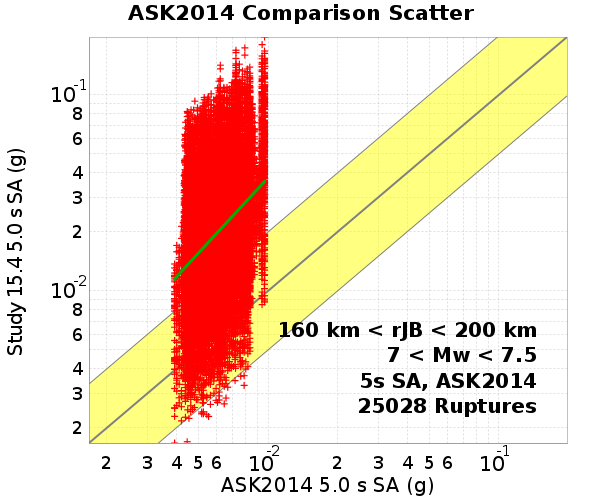 ASK2014 Comparison Scatter
Study 15.4 5.0 s SA (g)
10-1
8
6
4
3
2
10-2
8
6
4
3
2
160 km < rJB < 200 km
7 < Mw < 7.5
5s SA, ASK2014
25028 Ruptures
2 3 4 5 6 10-2 2 3 4 5 6 10-1
ASK2014 5.0 s SA (g)